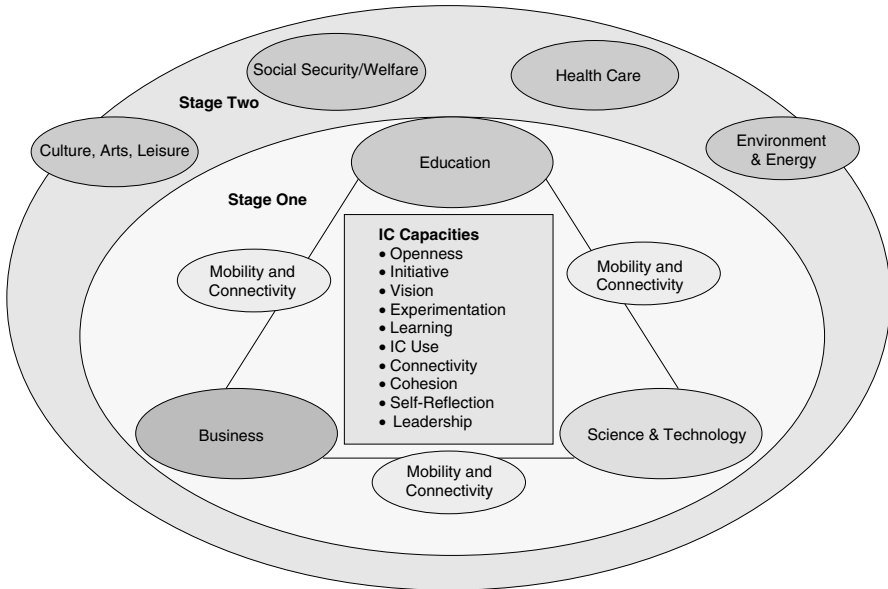 Social Security/Welfare
Health Care
Stage Two
Culture, Arts, Leisure
Environment
& Energy
Education
Stage One
IC Capacities
• Openness
• Initiative
• Vision
• Experimentation
• Learning
• IC Use
• Connectivity
• Cohesion
• Self-Reflection
• Leadership
Mobility and
Connectivity
Mobility and
Connectivity
Business
Science & Technology
Mobility and
Connectivity